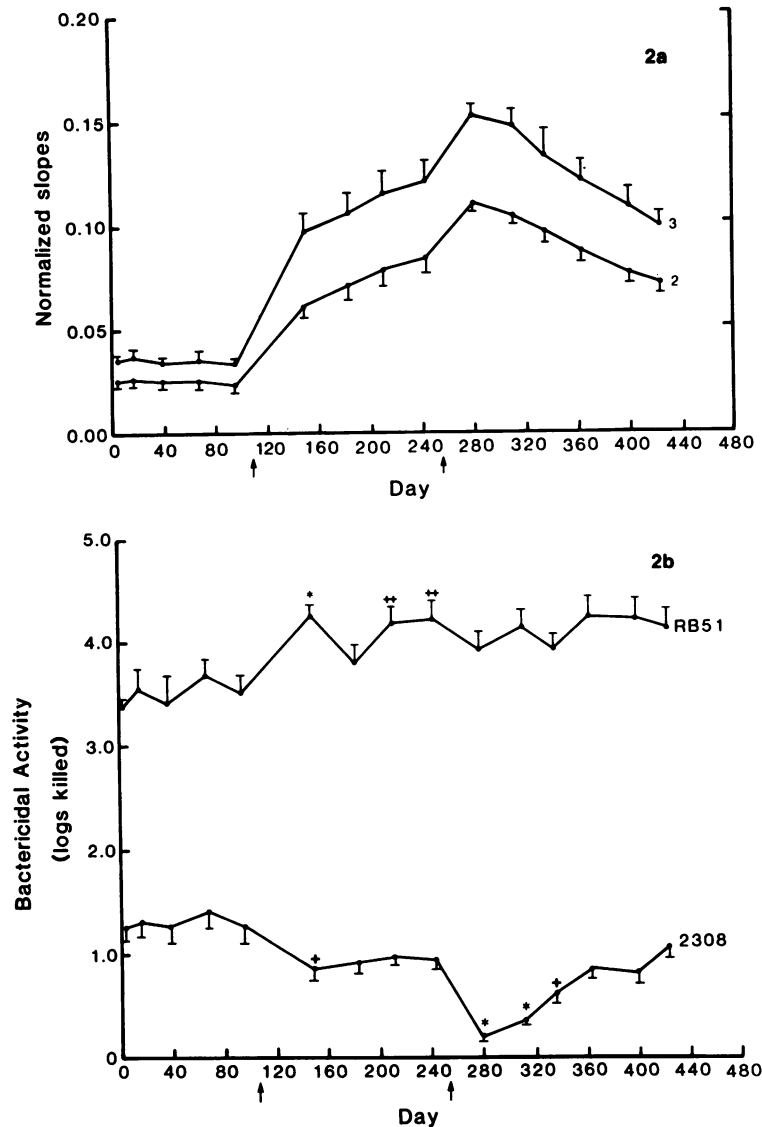 2a
Normalized slopes
0.20
0.15
0.10
0.05
0.00
3
2
0 40 80 120 160 200 240 280 320 360 400 440 480
Day
2b
Bactericidal Activity
(logs killed)
5.0
4.0
3.0
2.0
1.0
0
* ++ ++
RB51
+ * * +
2308
0 40 80 120 160 200 240 280 320 360 400 440 480
Day